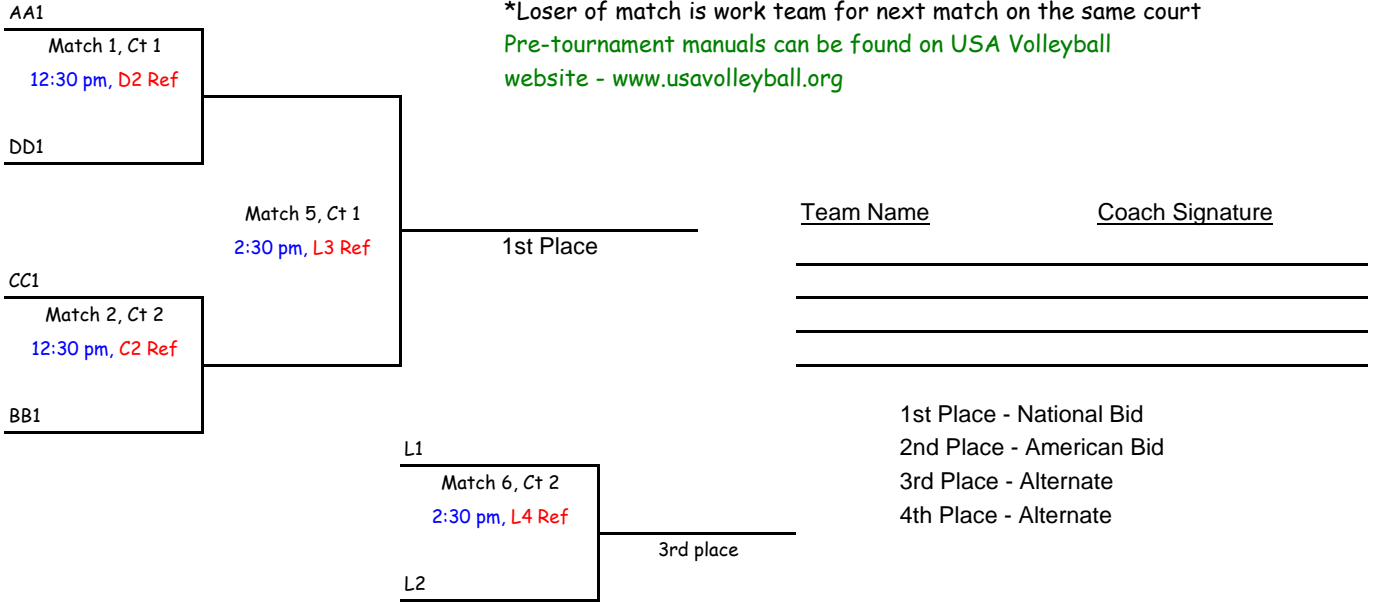 AA1
*Loser of match is work team for next match on the same court
Match 1, Ct 1
Pre-tournament manuals can be found on USA Volleyball
12:30 pm, D2 Ref
website - www.usavolleyball.org
DD1
Match 5, Ct 1
Team Name
Coach Signature
2:30 pm, L3 Ref
1st Place
CC1
Match 2, Ct 2
12:30 pm, C2 Ref
BB1
1st Place - National Bid
2nd Place - American Bid
3rd Place - Alternate
4th Place - Alternate
L1
Match 6, Ct 2
2:30 pm, L4 Ref
3rd place
L2